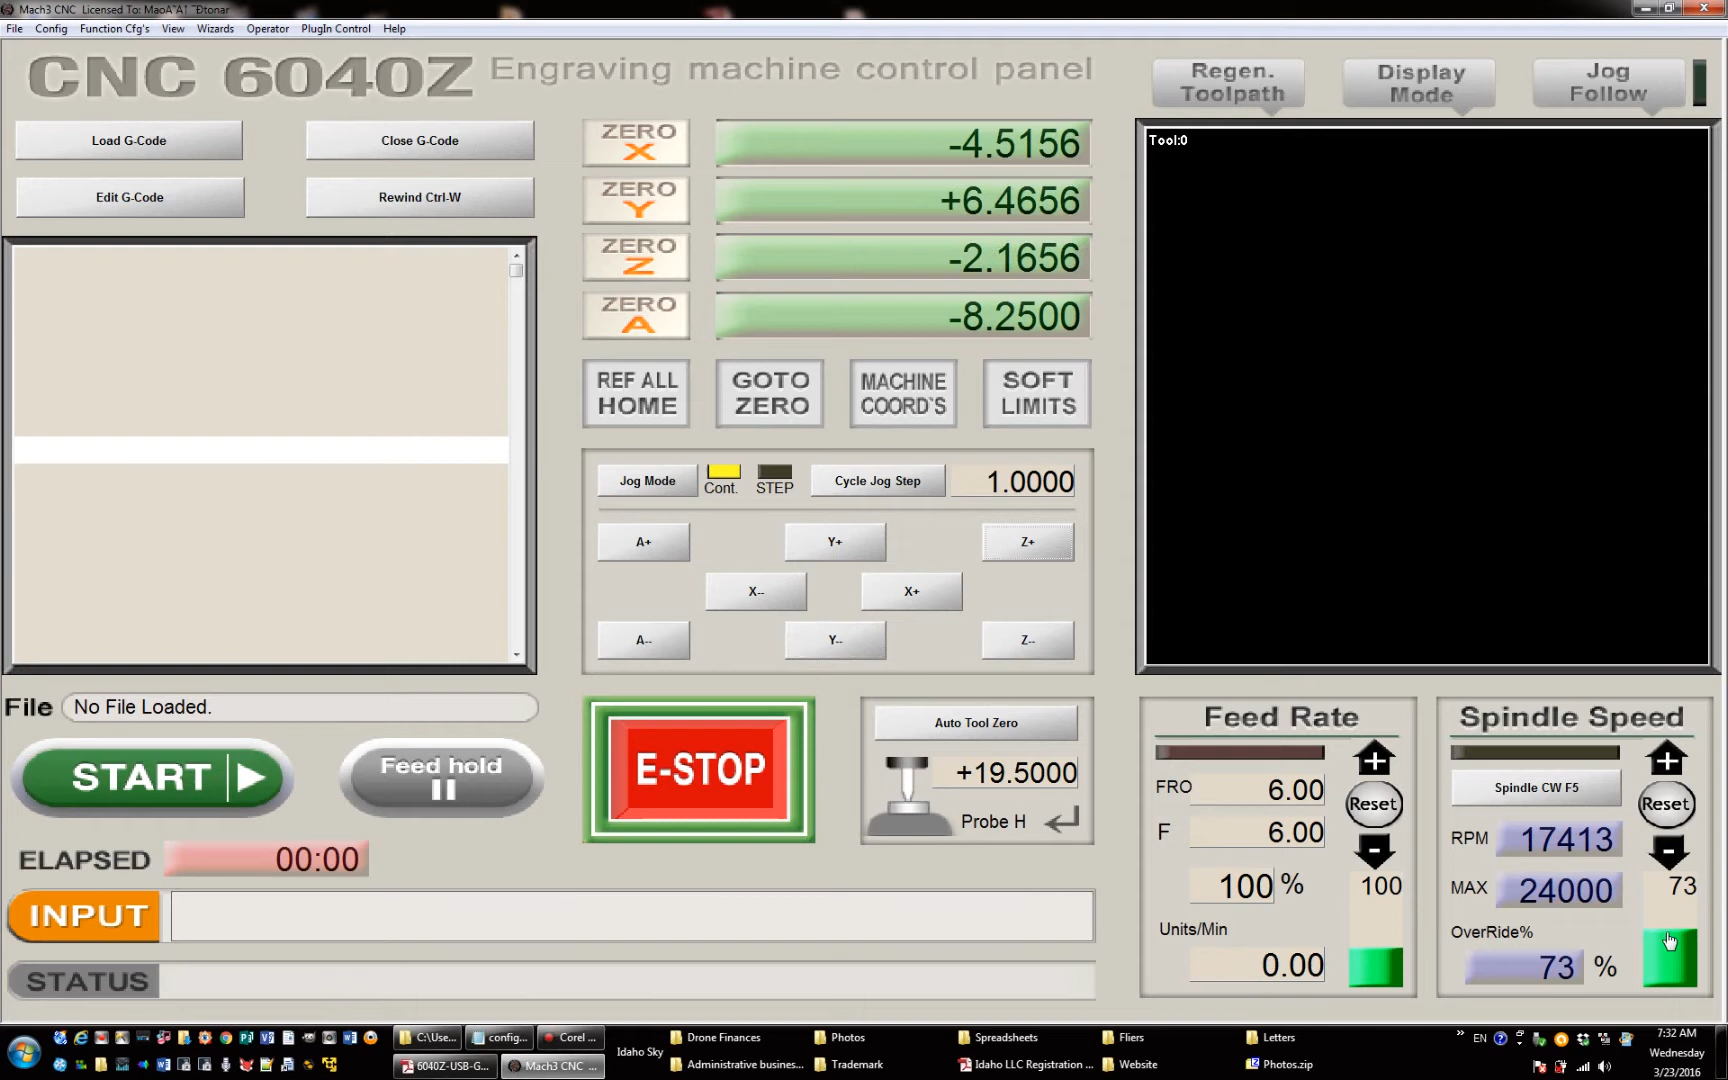 Mach3 CNC Licensed To: MaoA˜A1 ˜Ðtonar
File Config Function Cfg's View Wizards Operator PlugIn Control Help
CNC 6040Z Engraving machine control panel
Regen. Toolpath
Display Mode
Jog Follow
Load G-Code
Close G-Code
Edit G-Code
Rewind Ctrl-W
ZERO X -4.5156
ZERO Y +6.4656
ZERO Z -2.1656
ZERO A -8.2500
Tool:0
REF ALL HOME
GOTO ZERO
MACHINE COORD`S
SOFT LIMITS
Jog Mode Cont. STEP Cycle Jog Step 1.0000
A+ Y+ Z+
X-- X+
A-- Y-- Z--
File No File Loaded.
START
Feed hold
E-STOP
Auto Tool Zero
+19.5000
Probe H
ELAPSED 00:00
INPUT
STATUS
Feed Rate
+
FRO 6.00
Reset
F 6.00
-
100 % 100
Units/Min
0.00
Spindle Speed
+
Spindle CW F5
Reset
RPM 17413
-
MAX 24000 73
OverRide%
73 %
C:\Use... config... Corel ...
6040Z-USB-G... Mach3 CNC ...
Idaho Sky
Drone Finances Photos Spreadsheets Fliers Letters
Administrative busines... Trademark Idaho LLC Registration ... Website Photos.zip
» EN
7:32 AM
Wednesday
3/23/2016